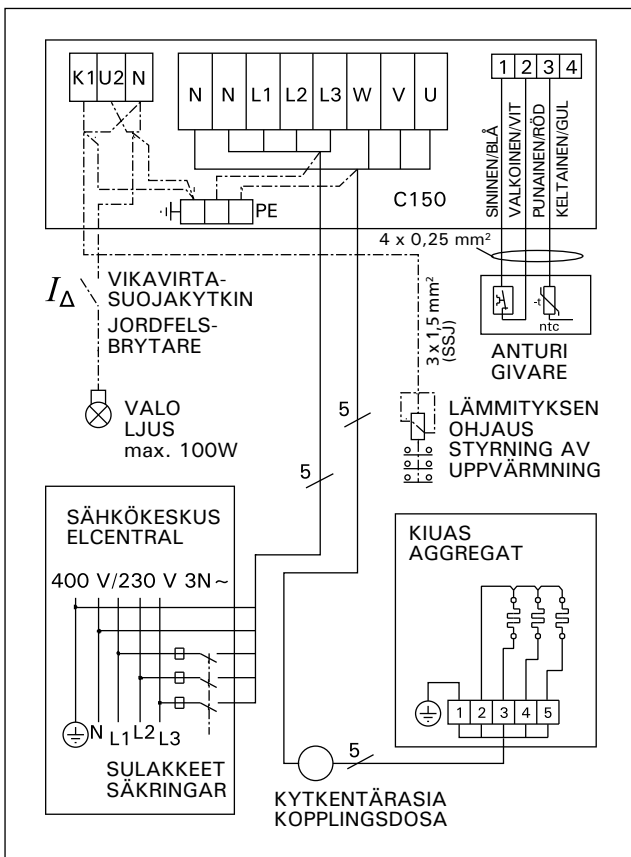 K1 U2 N
N N L1 L2 L3 W V U
1 2 3 4
SININEN/BLÅ
VALKOINEN/VIT
PUNAINEN/RÖD
KELTAINEN/GUL
PE
C150
4 x 0,25 mm²
I∆
VIKAVIRTA-
SUOJAKYTKIN
JORDFELS-
BRYTARE
3 x 1,5 mm²
(SSJ)
-t
ntc
ANTURI
GIVARE
VALO
LJUS
max. 100W
5
5
LÄMMITYKSEN
OHJAUS
STYRNING AV
UPPVÄRMNING
SÄHKÖKESKUS
ELCENTRAL
400 V/230 V 3N~
N L1 L2 L3
SULAKKEET
SÄKRINGAR
KIUAS
AGGREGAT
1 2 3 4 5
5
KYTKENTÄRASIA
KOPPLINGSDOSA